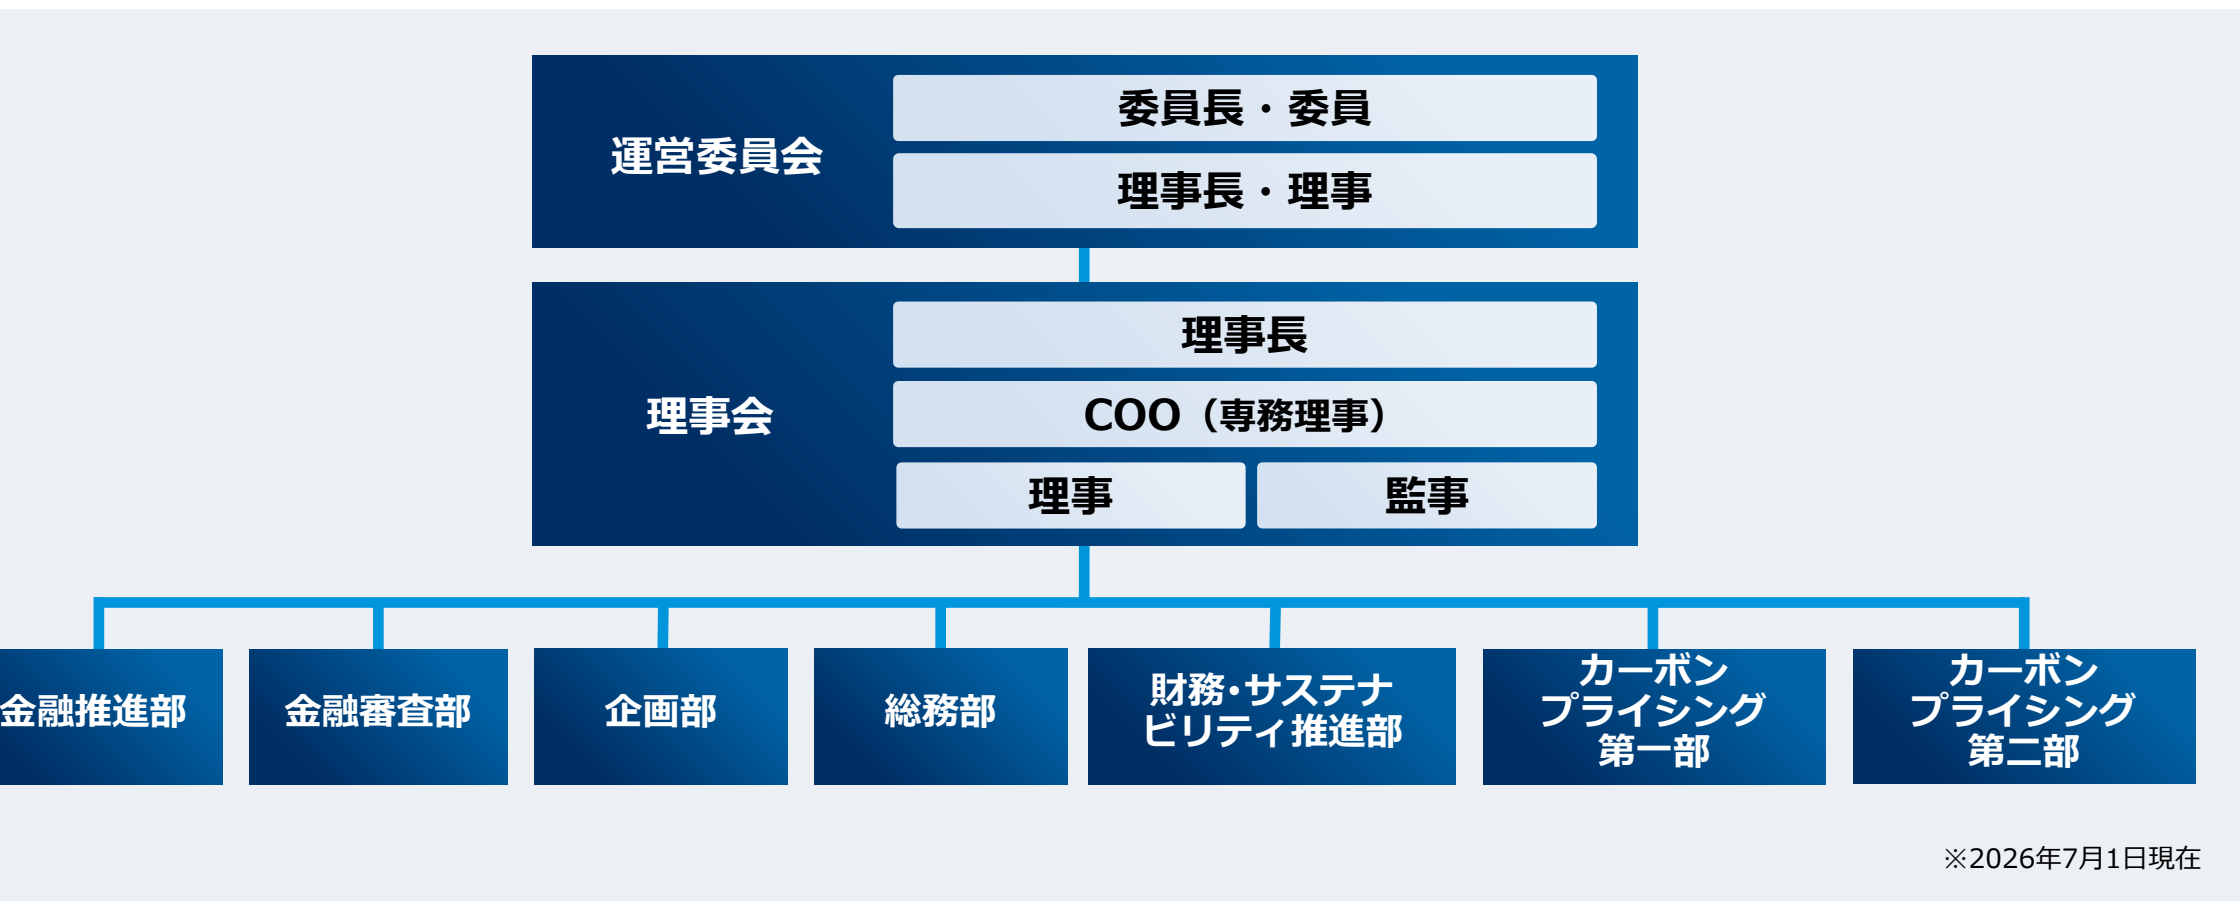 運営委員会
委員長・委員
理事長・理事
理事会
理事長
COO（専務理事）
理事
監事
金融推進部
金融審査部
企画部
総務部
財務・サステナ
ビリティ推進部
カーボン
プライシング
第一部
カーボン
プライシング
第二部
※2026年7月1日現在